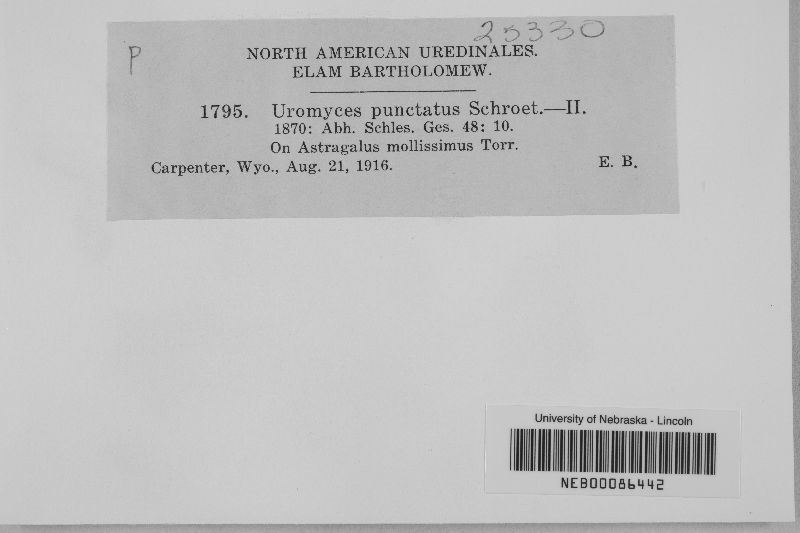 25330
P
NORTH AMERICAN UREDINALES.
ELAM BARTHOLOMEW.
1795. Uromyces punctatus Schroet.—II.
1870: Abh. Schles. Ges. 48: 10.
On Astragalus mollissimus Torr.
Carpenter, Wyo., Aug. 21, 1916. E. B.
University of Nebraska - Lincoln
NEB00086442